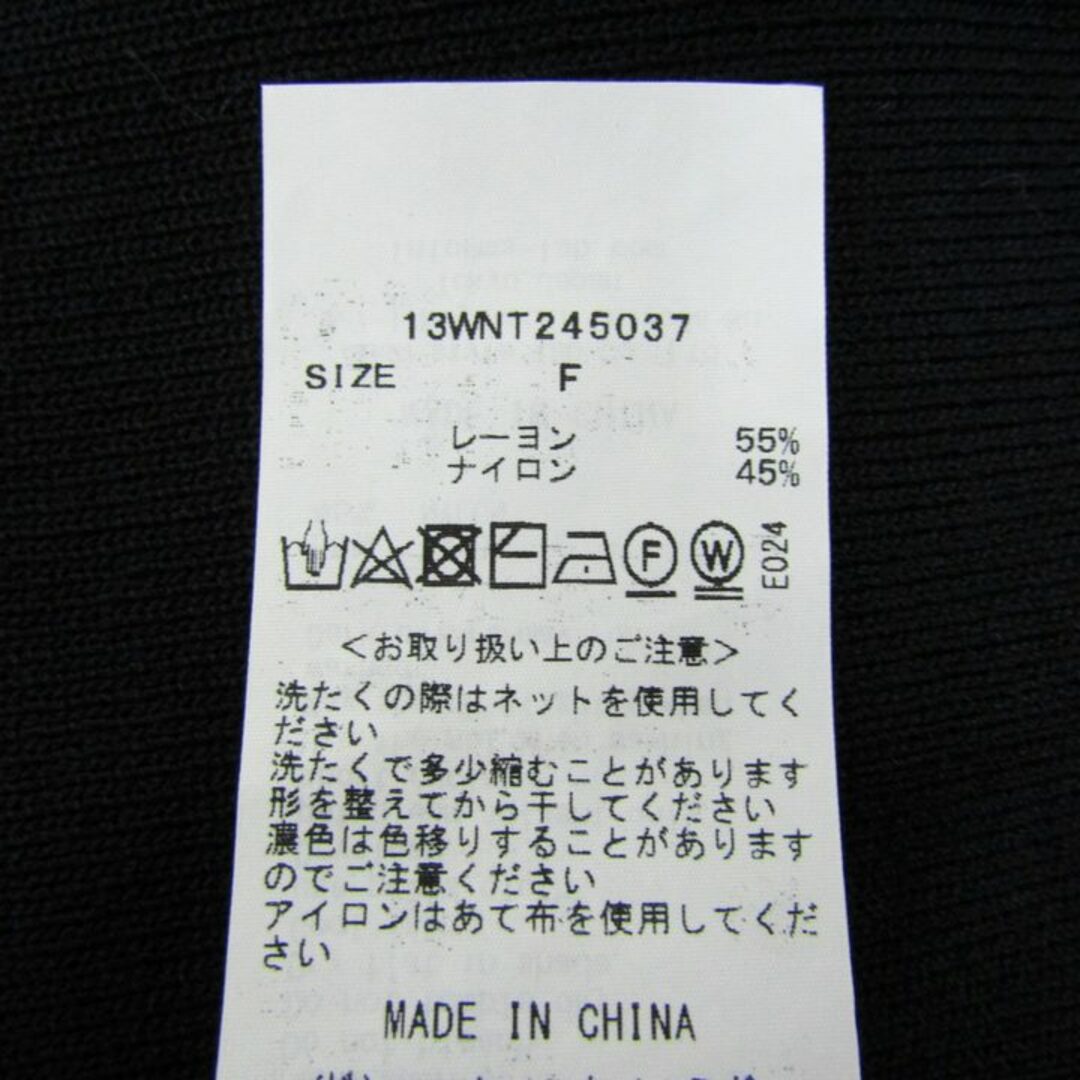 13WNT245037
SIZE F
レーヨン 55%
ナイロン 45%
F W E024
<お取り扱い上のご注意>
洗たくの際はネットを使用してく
ださい
洗たくで多少縮むことがあります
形を整えてから干してください
濃色は色移りすることがあります
のでご注意ください
アイロンはあて布を使用してくだ
さい
MADE IN CHINA